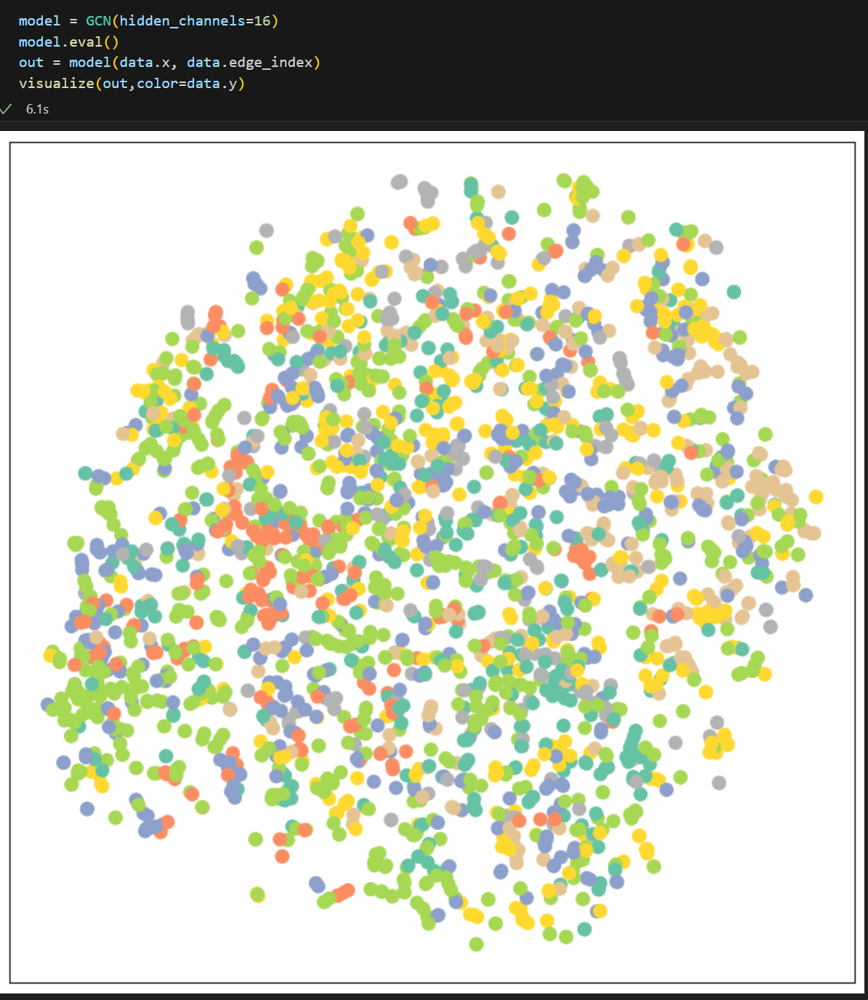 model = GCN(hidden_channels=16)
model.eval()
out = model(data.x, data.edge_index)
visualize(out,color=data.y)
6.1s